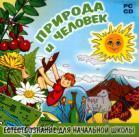 PC
CD
ПРИРОДА
И ЧЕЛОВЕК
ЕСТЕСТВОЗНАНИЕ ДЛЯ НАЧАЛЬНОЙ ШКОЛЫ